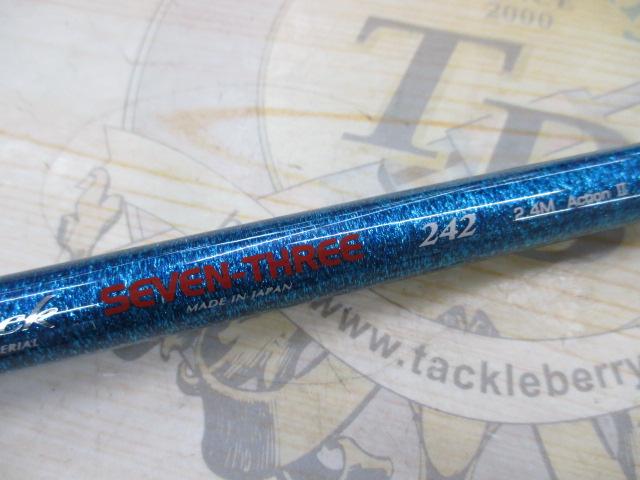 2000
T B
SEVEN-THREE 242 2.4M Action II
MADE IN JAPAN
www.tackleberry